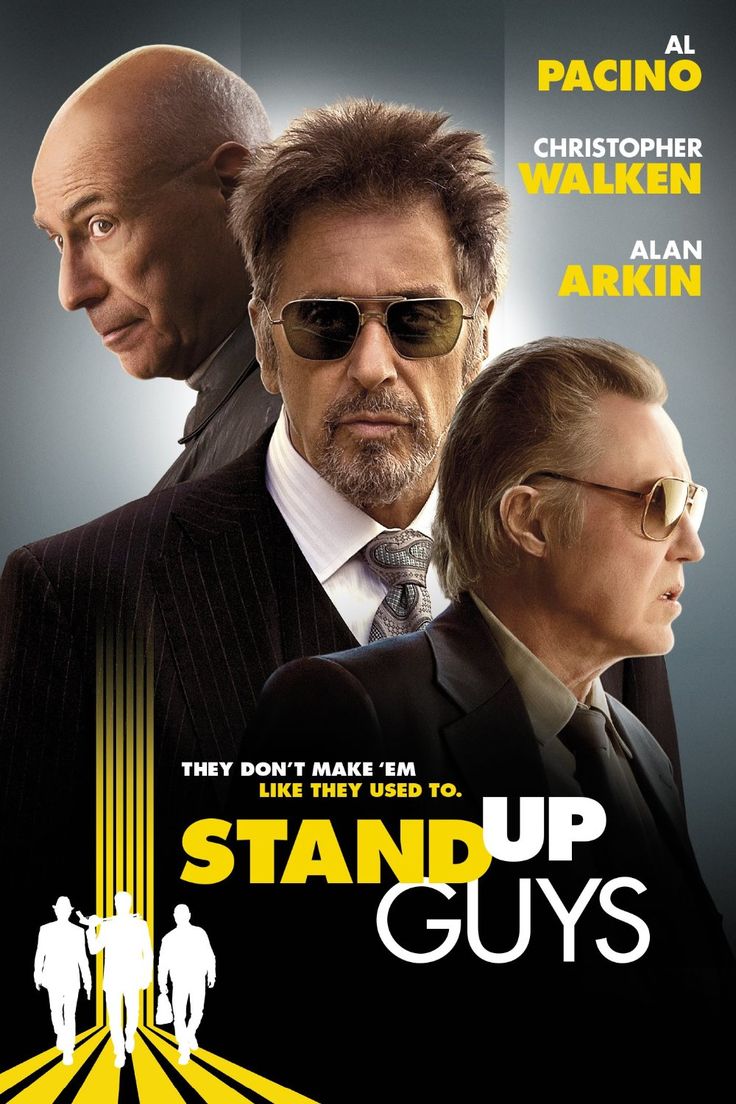 AL
PACINO
CHRISTOPHER
WALKEN
ALAN
ARKIN
THEY DON'T MAKE 'EM
LIKE THEY USED TO.
STAND UP
GUYS